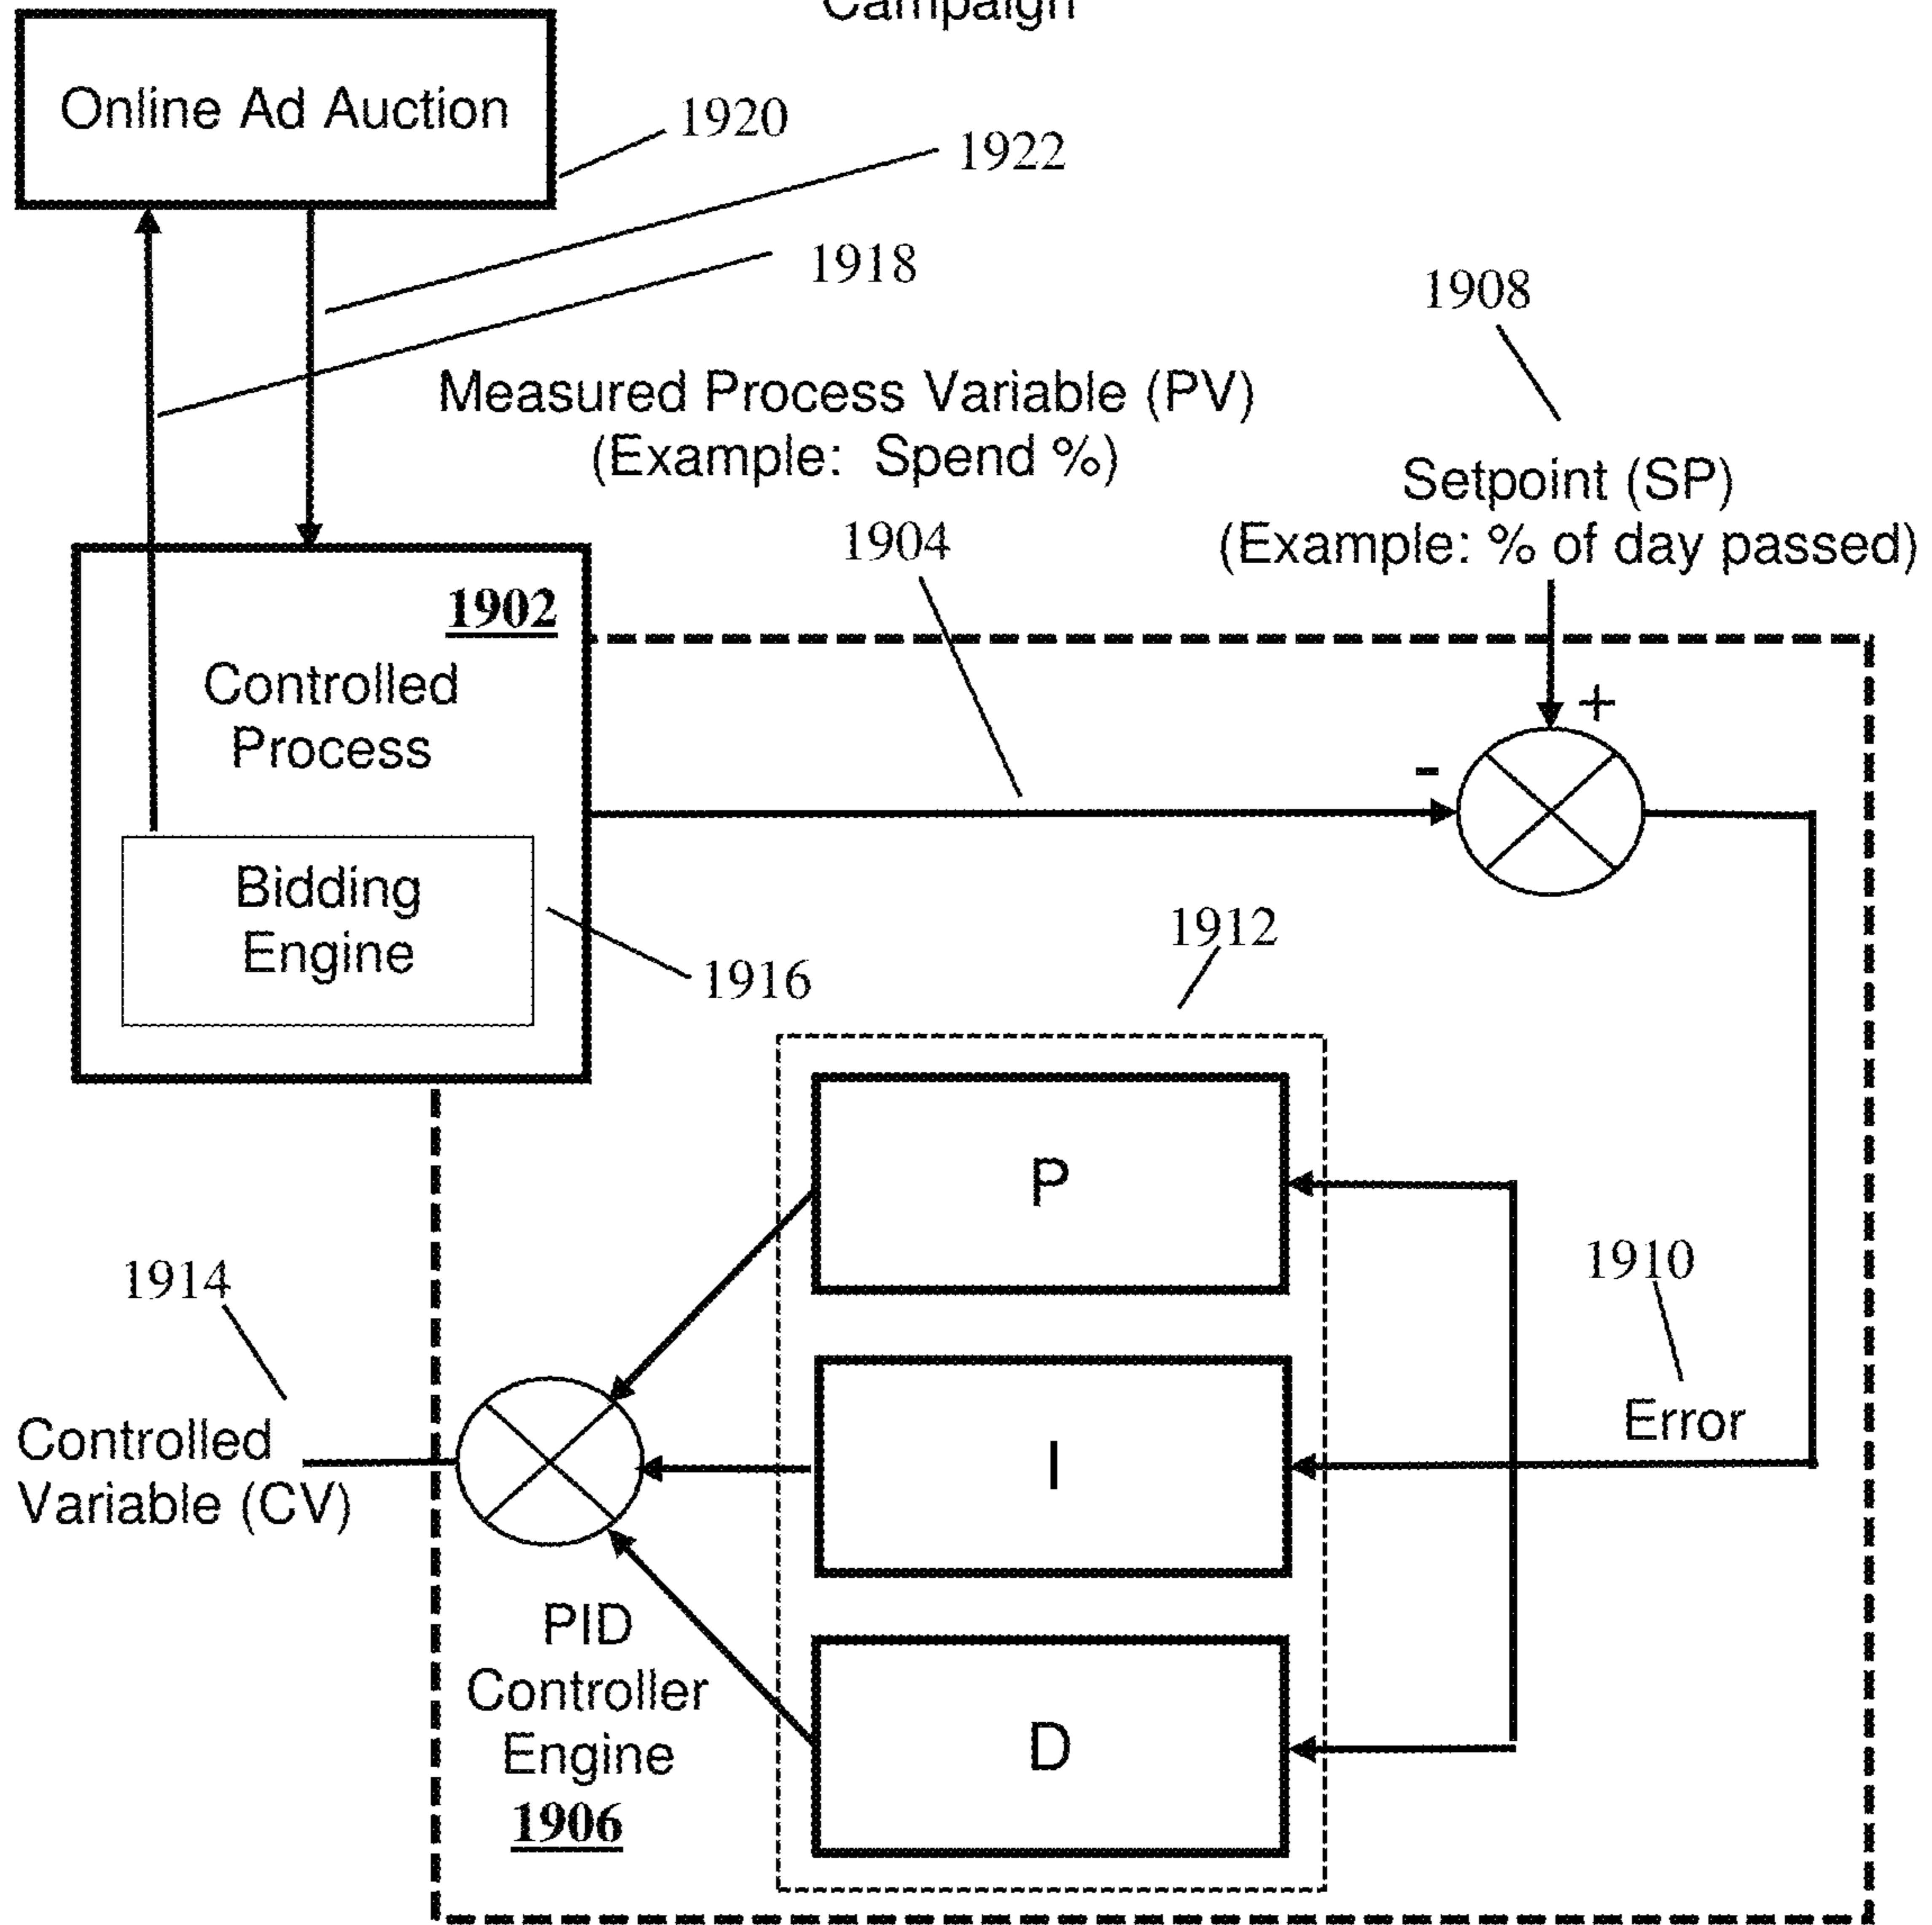 Campaign
Online Ad Auction
1920
1922
1918
1908
Measured Process Variable (PV)
(Example: Spend %)
Setpoint (SP)
(Example: % of day passed)
1904
1902
Controlled
Process
+
-
Bidding
Engine
1916
1912
P
1914
1910
Error
Controlled
Variable (CV)
I
PID
Controller
Engine
1906
D